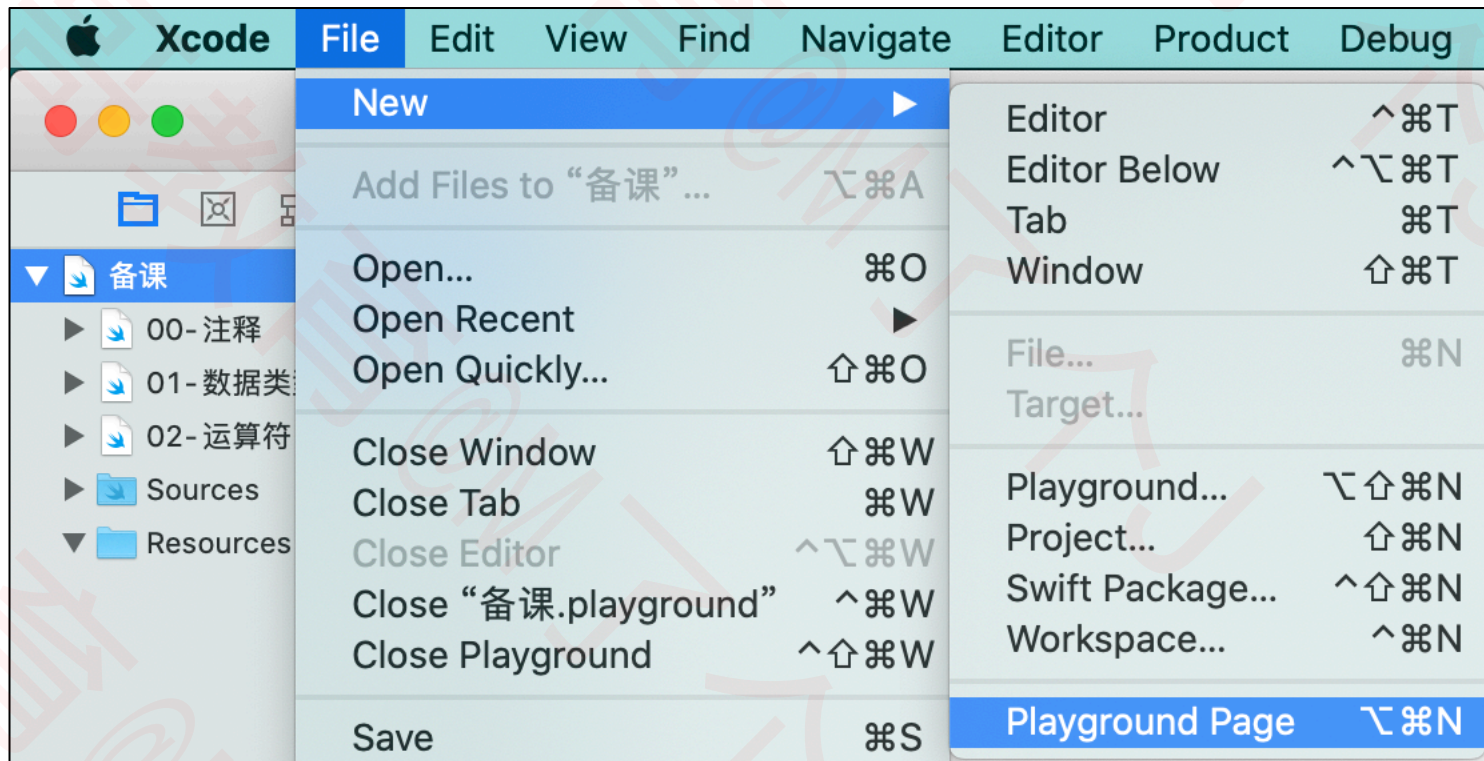 Xcode File Edit View Find Navigate Editor Product Debug
New
Add Files to “备课”... ⌥⌘A
Open... ⌘O
Open Recent
Open Quickly... ⇧⌘O
Close Window ⇧⌘W
Close Tab ⌘W
Close Editor ^⌥⌘W
Close “备课.playground” ^⌘W
Close Playground ^⇧⌘W
Save ⌘S
Editor ^⌘T
Editor Below ^⌥⌘T
Tab ⌘T
Window ⇧⌘T
File... ⌘N
Target...
Playground... ⌥⇧⌘N
Project... ⇧⌘N
Swift Package... ^⇧⌘N
Workspace... ^⌘N
Playground Page ⌥⌘N
备课
00-注释
01-数据类
02-运算符
Sources
Resources